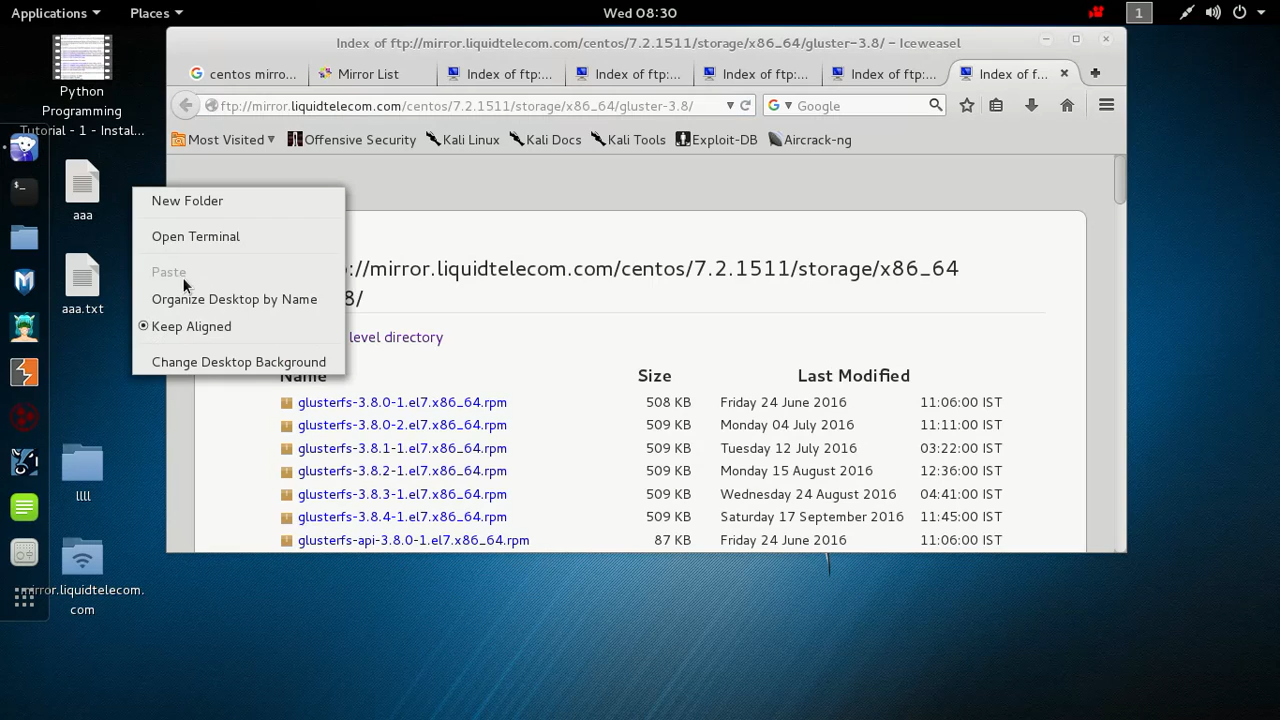 Applications
Places
Wed 08:30
1
Python
Programming
Tutorial - 1 - Instal...
aaa
aaa.txt
llll
mirror.liquidtelecom.
com
Index of ftp://mirror.liquidtelecom.com/centos/7.2.1511/storage/x86_64/gluster-3.8/ - Icew
centos mirro...
Mirror List
Index of ftp:...
Index of ftp:...
Index of ftp:...
Index of ftp:...
Index of f...
ftp://mirror.liquidtelecom.com/centos/7.2.1511/storage/x86_64/gluster-3.8/
Google
Most Visited
Offensive Security
Kali Linux
Kali Docs
Kali Tools
Exploit-DB
Aircrack-ng
New Folder
Open Terminal
Paste
Organize Desktop by Name
Keep Aligned
Change Desktop Background
://mirror.liquidtelecom.com/centos/7.2.1511/storage/x86_64
8/
level directory
Name Size Last Modified
glusterfs-3.8.0-1.el7.x86_64.rpm 508 KB Friday 24 June 2016 11:06:00 IST
glusterfs-3.8.0-2.el7.x86_64.rpm 509 KB Monday 04 July 2016 11:11:00 IST
glusterfs-3.8.1-1.el7.x86_64.rpm 509 KB Tuesday 12 July 2016 03:22:00 IST
glusterfs-3.8.2-1.el7.x86_64.rpm 509 KB Monday 15 August 2016 12:36:00 IST
glusterfs-3.8.3-1.el7.x86_64.rpm 509 KB Wednesday 24 August 2016 04:41:00 IST
glusterfs-3.8.4-1.el7.x86_64.rpm 509 KB Saturday 17 September 2016 11:45:00 IST
glusterfs-api-3.8.0-1.el7.x86_64.rpm 87 KB Friday 24 June 2016 11:06:00 IST